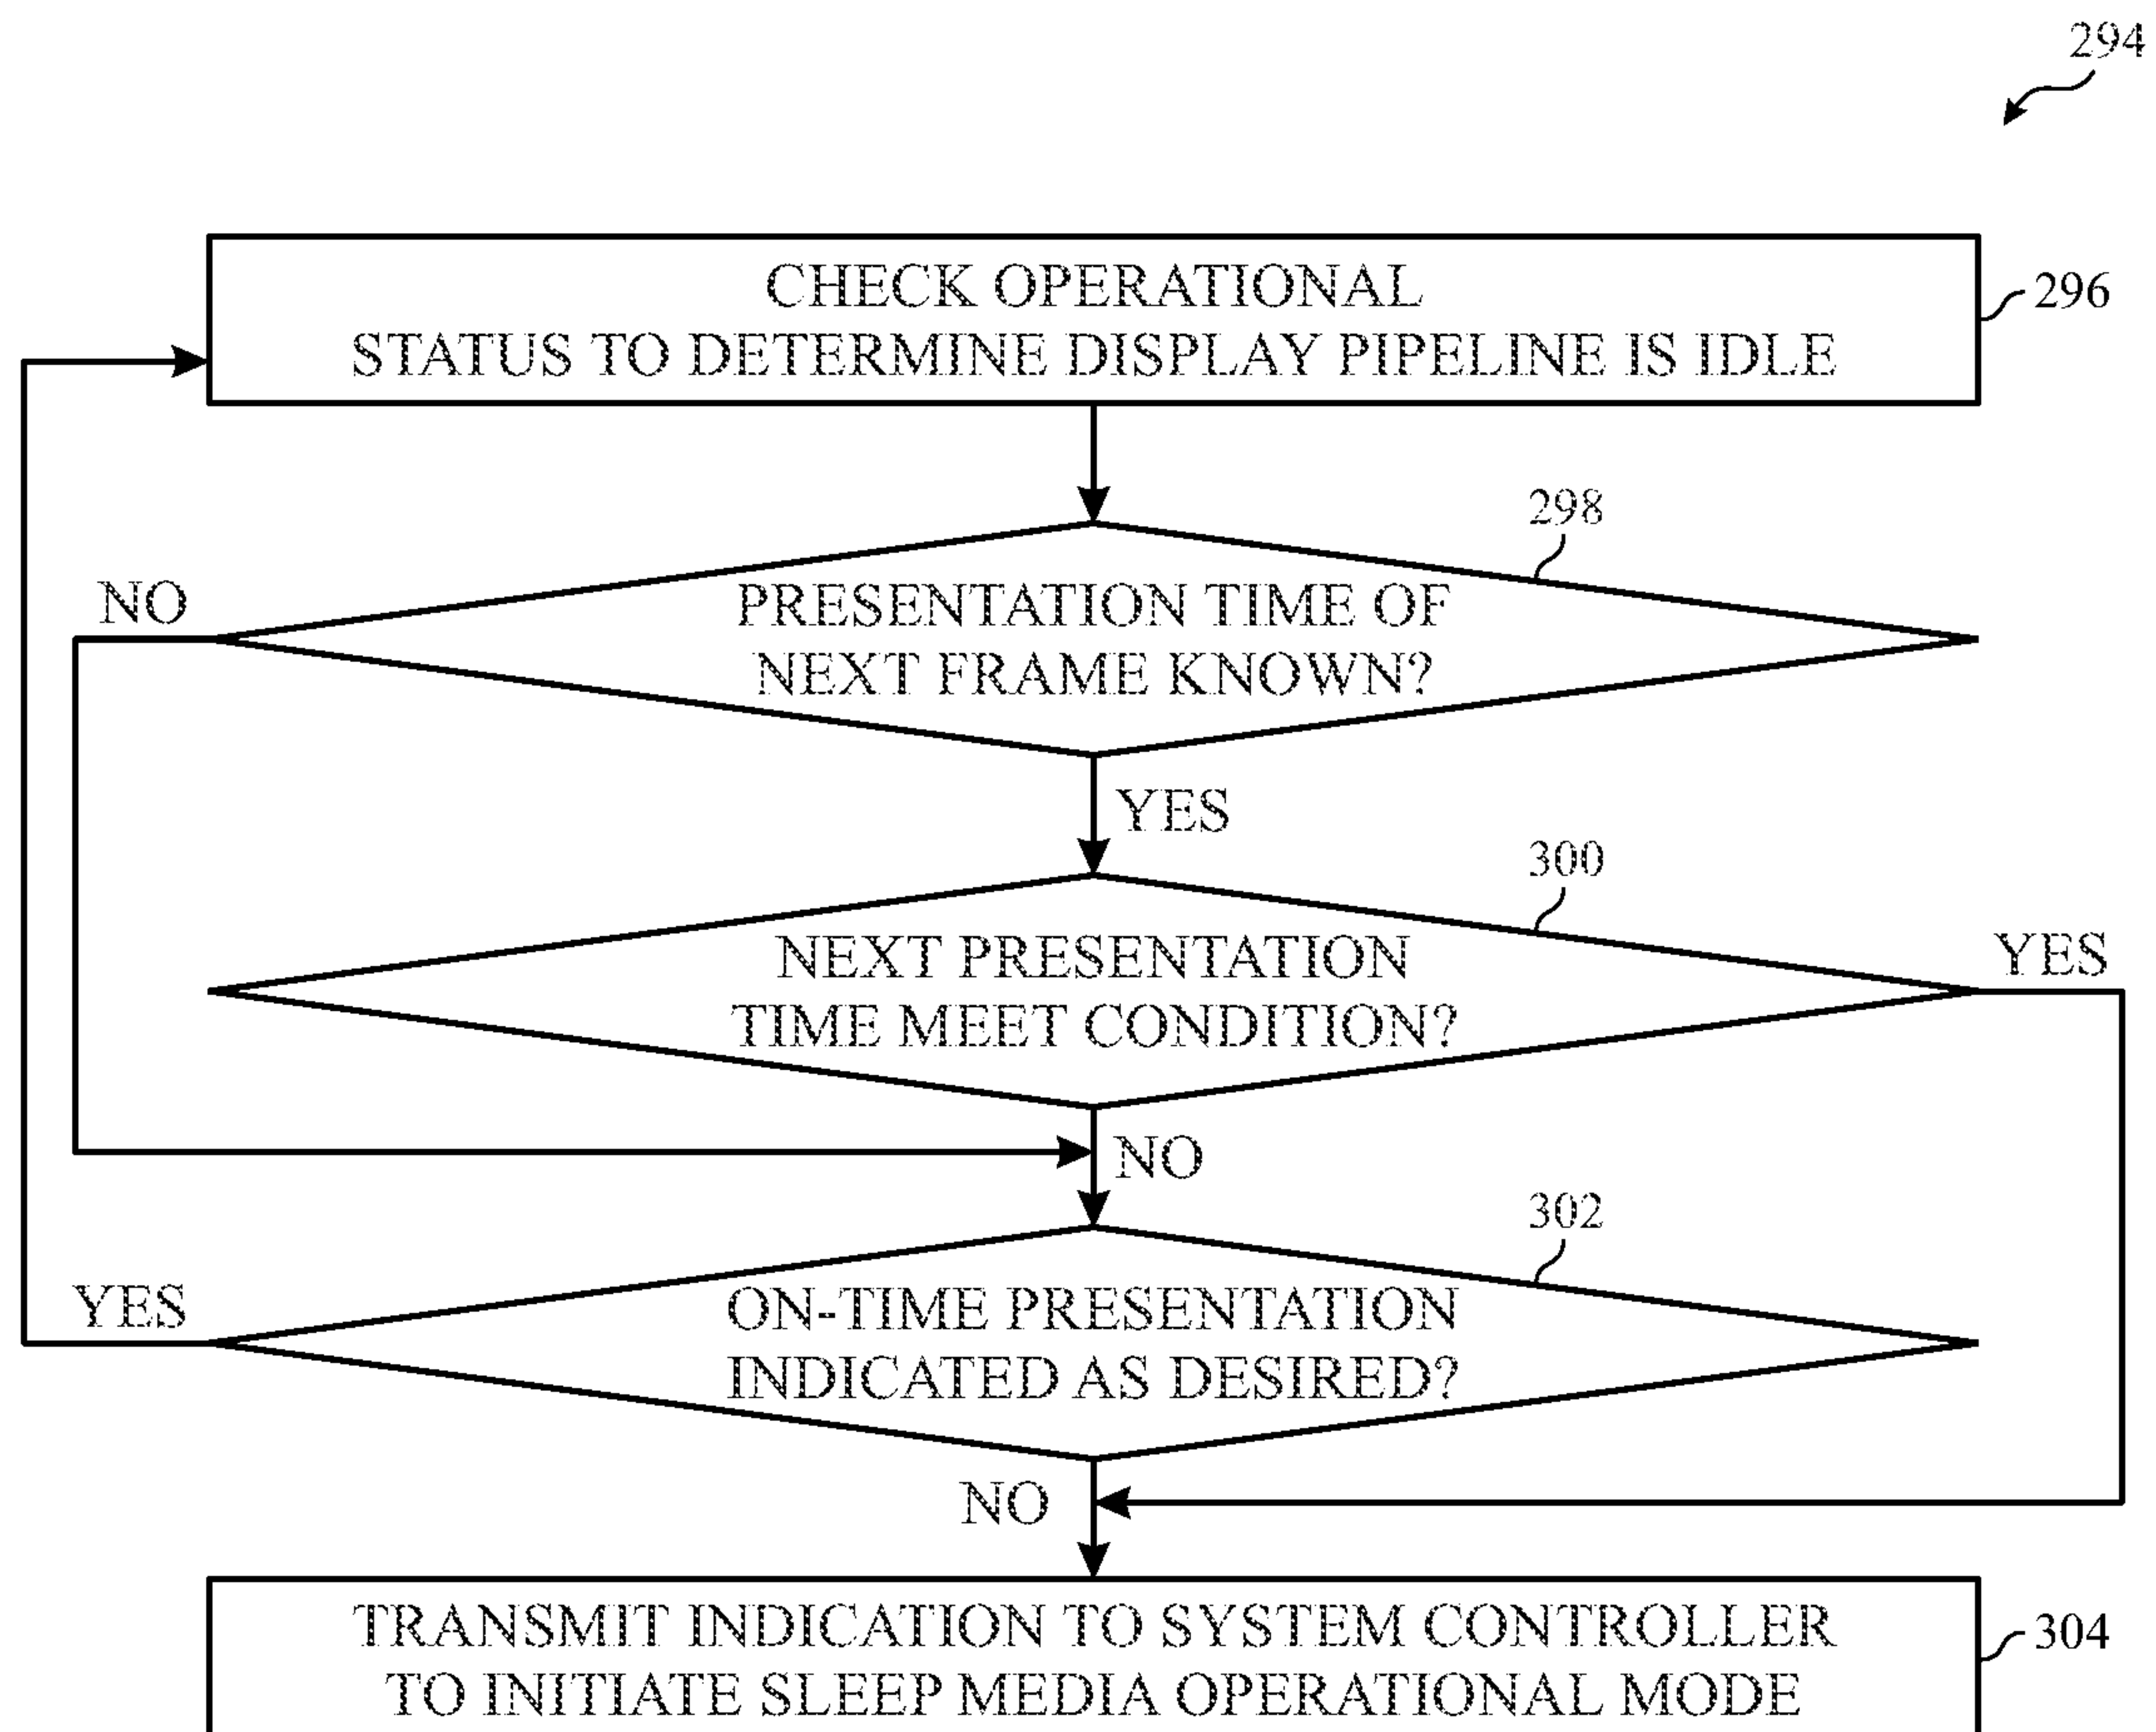 294
CHECK OPERATIONAL
STATUS TO DETERMINE DISPLAY PIPELINE IS IDLE
296
298
NO
PRESENTATION TIME OF
NEXT FRAME KNOWN?
YES
300
NEXT PRESENTATION
TIME MEET CONDITION?
YES
NO
302
YES
ON-TIME PRESENTATION
INDICATED AS DESIRED?
NO
TRANSMIT INDICATION TO SYSTEM CONTROLLER
TO INITIATE SLEEP MEDIA OPERATIONAL MODE
304